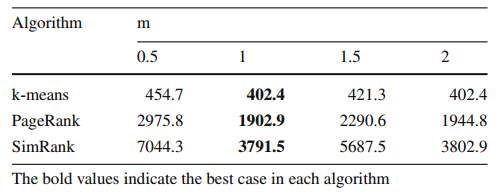 Algorithm m
0.5 1 1.5 2
k-means 454.7 402.4 421.3 402.4
PageRank 2975.8 1902.9 2290.6 1944.8
SimRank 7044.3 3791.5 5687.5 3802.9
The bold values indicate the best case in each algorithm